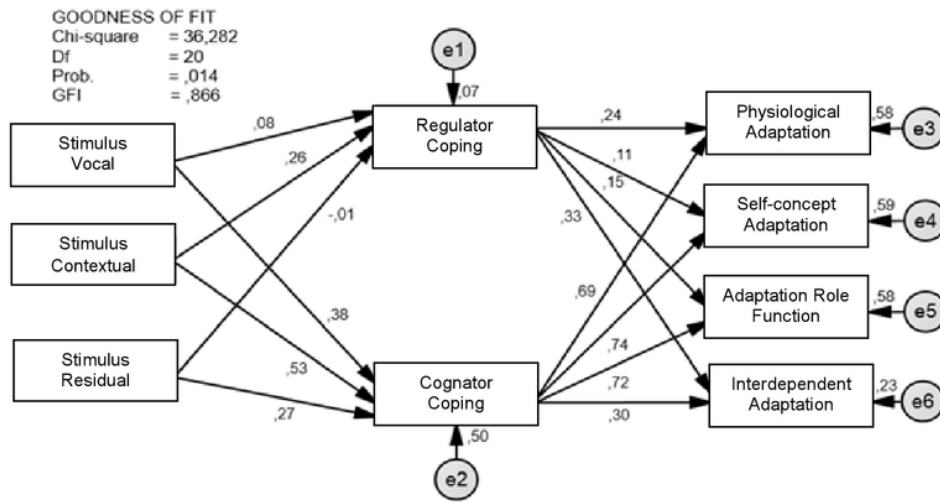 GOODNESS OF FIT
Chi-square = 36,282
Df = 20
Prob. = ,014
GFI = ,866
e1
,07
Regulator
Coping
Stimulus
Vocal
Stimulus
Contextual
Stimulus
Residual
,08
,26
-,01
,38
,53
,27
Cognator
Coping
,50
e2
,24
,11
,15
,33
,69
,74
,72
,30
Physiological
Adaptation
,58
e3
Self-concept
Adaptation
,59
e4
Adaptation Role
Function
,58
e5
Interdependent
Adaptation
,23
e6